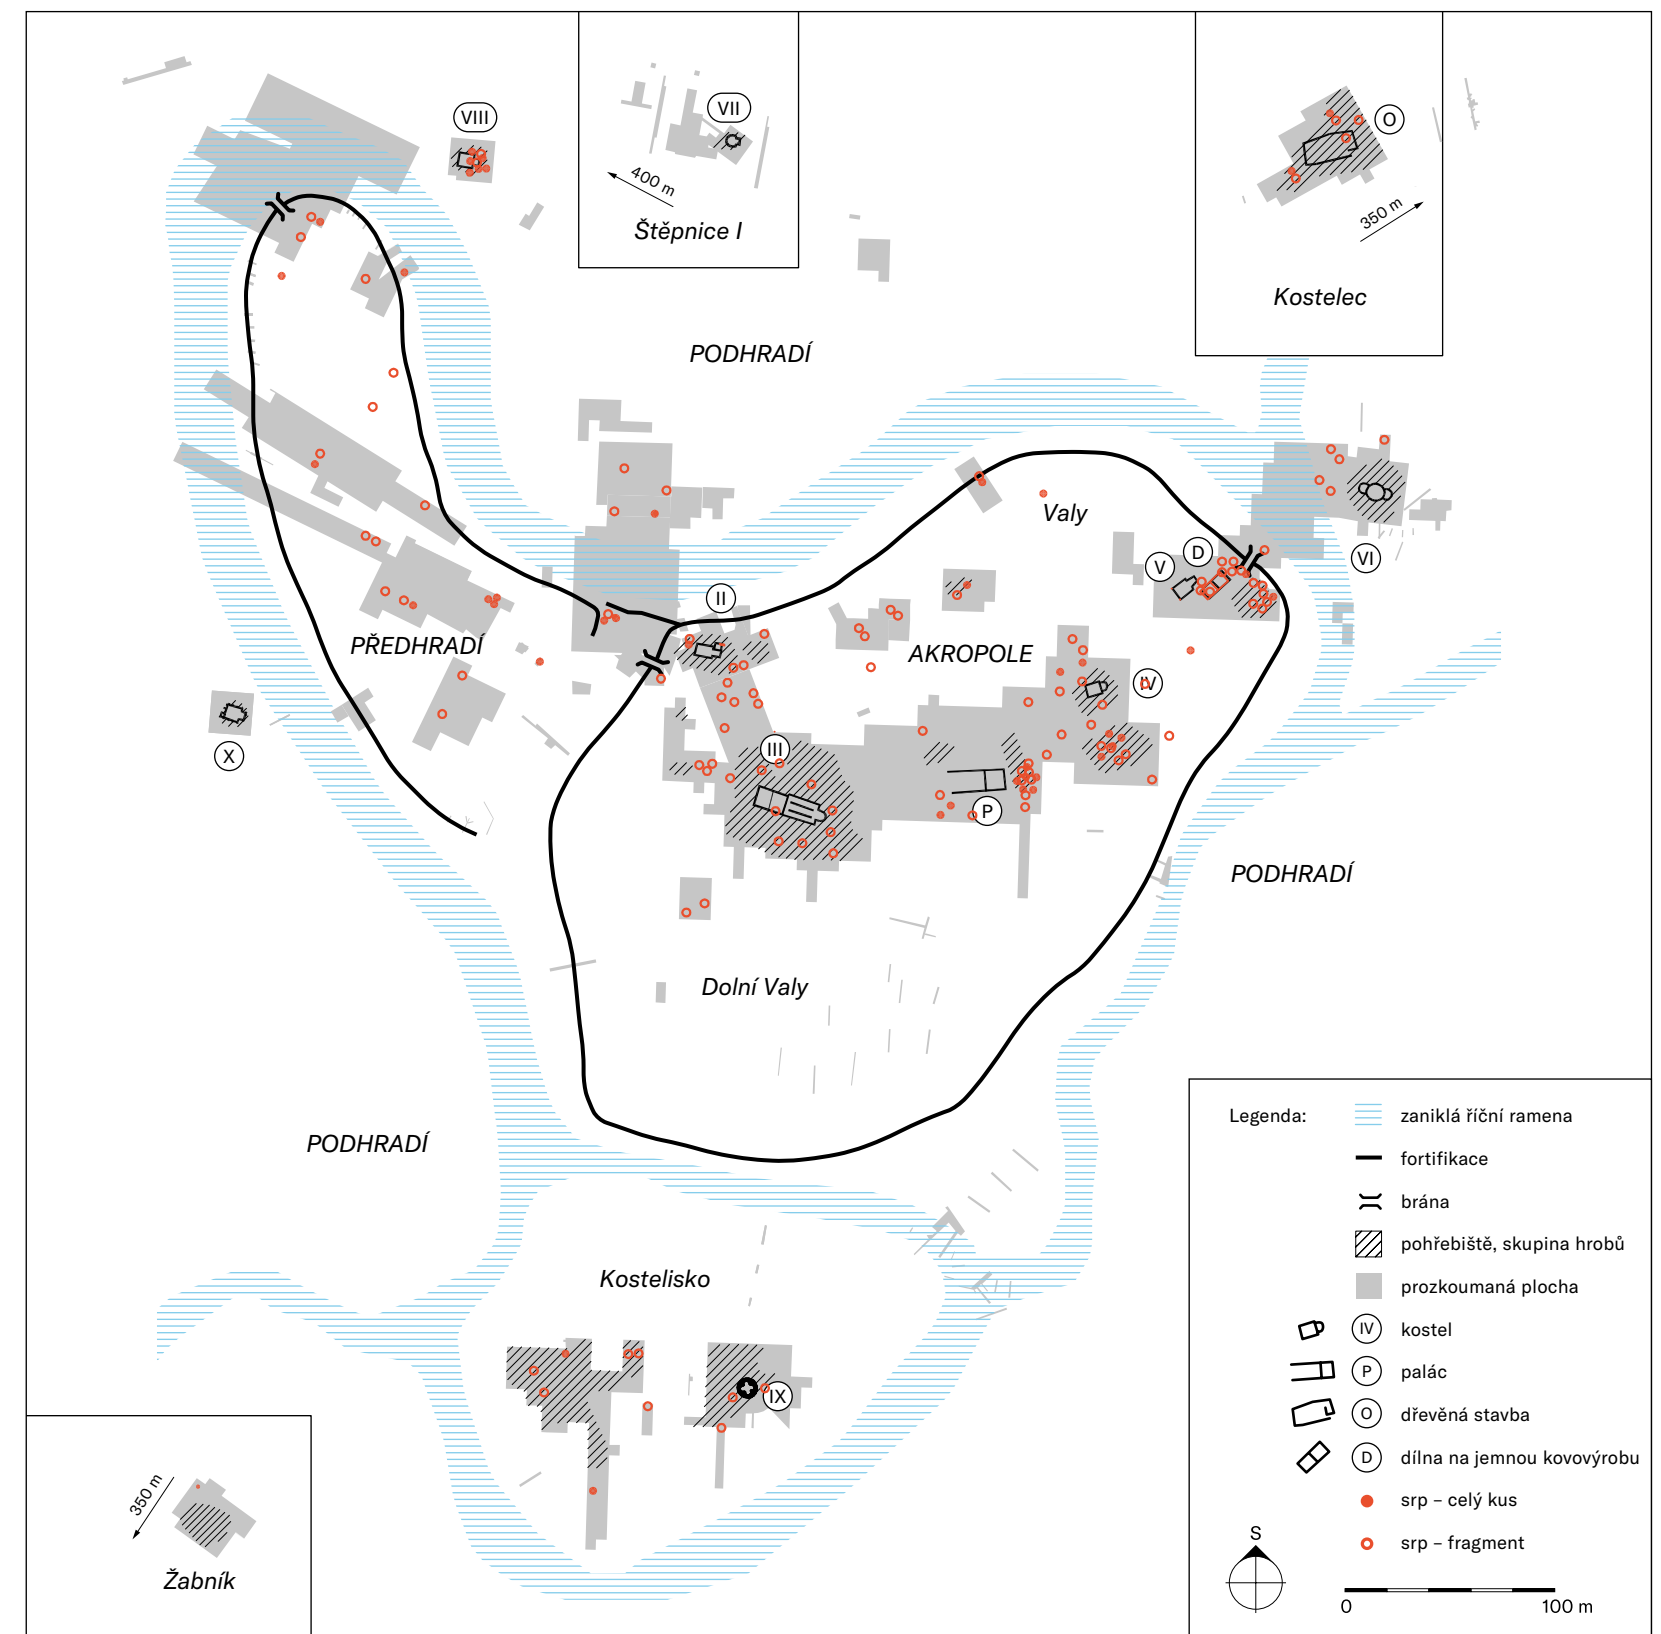 VIII
VII
400 m
Štěpnice I
O
350 m
Kostelec
PODHRADÍ
Valy
V
D
VI
II
PŘEDHRADÍ
AKROPOLE
IV
X
III
P
PODHRADÍ
Dolní Valy
PODHRADÍ
Kostelisko
IX
350 m
Žabník
Legenda:
zaniklá říční ramena
fortifikace
brána
pohřebiště, skupina hrobů
prozkoumaná plocha
IV kostel
P palác
O dřevěná stavba
D dílna na jemnou kovovýrobu
srp – celý kus
srp – fragment
S
0 100 m